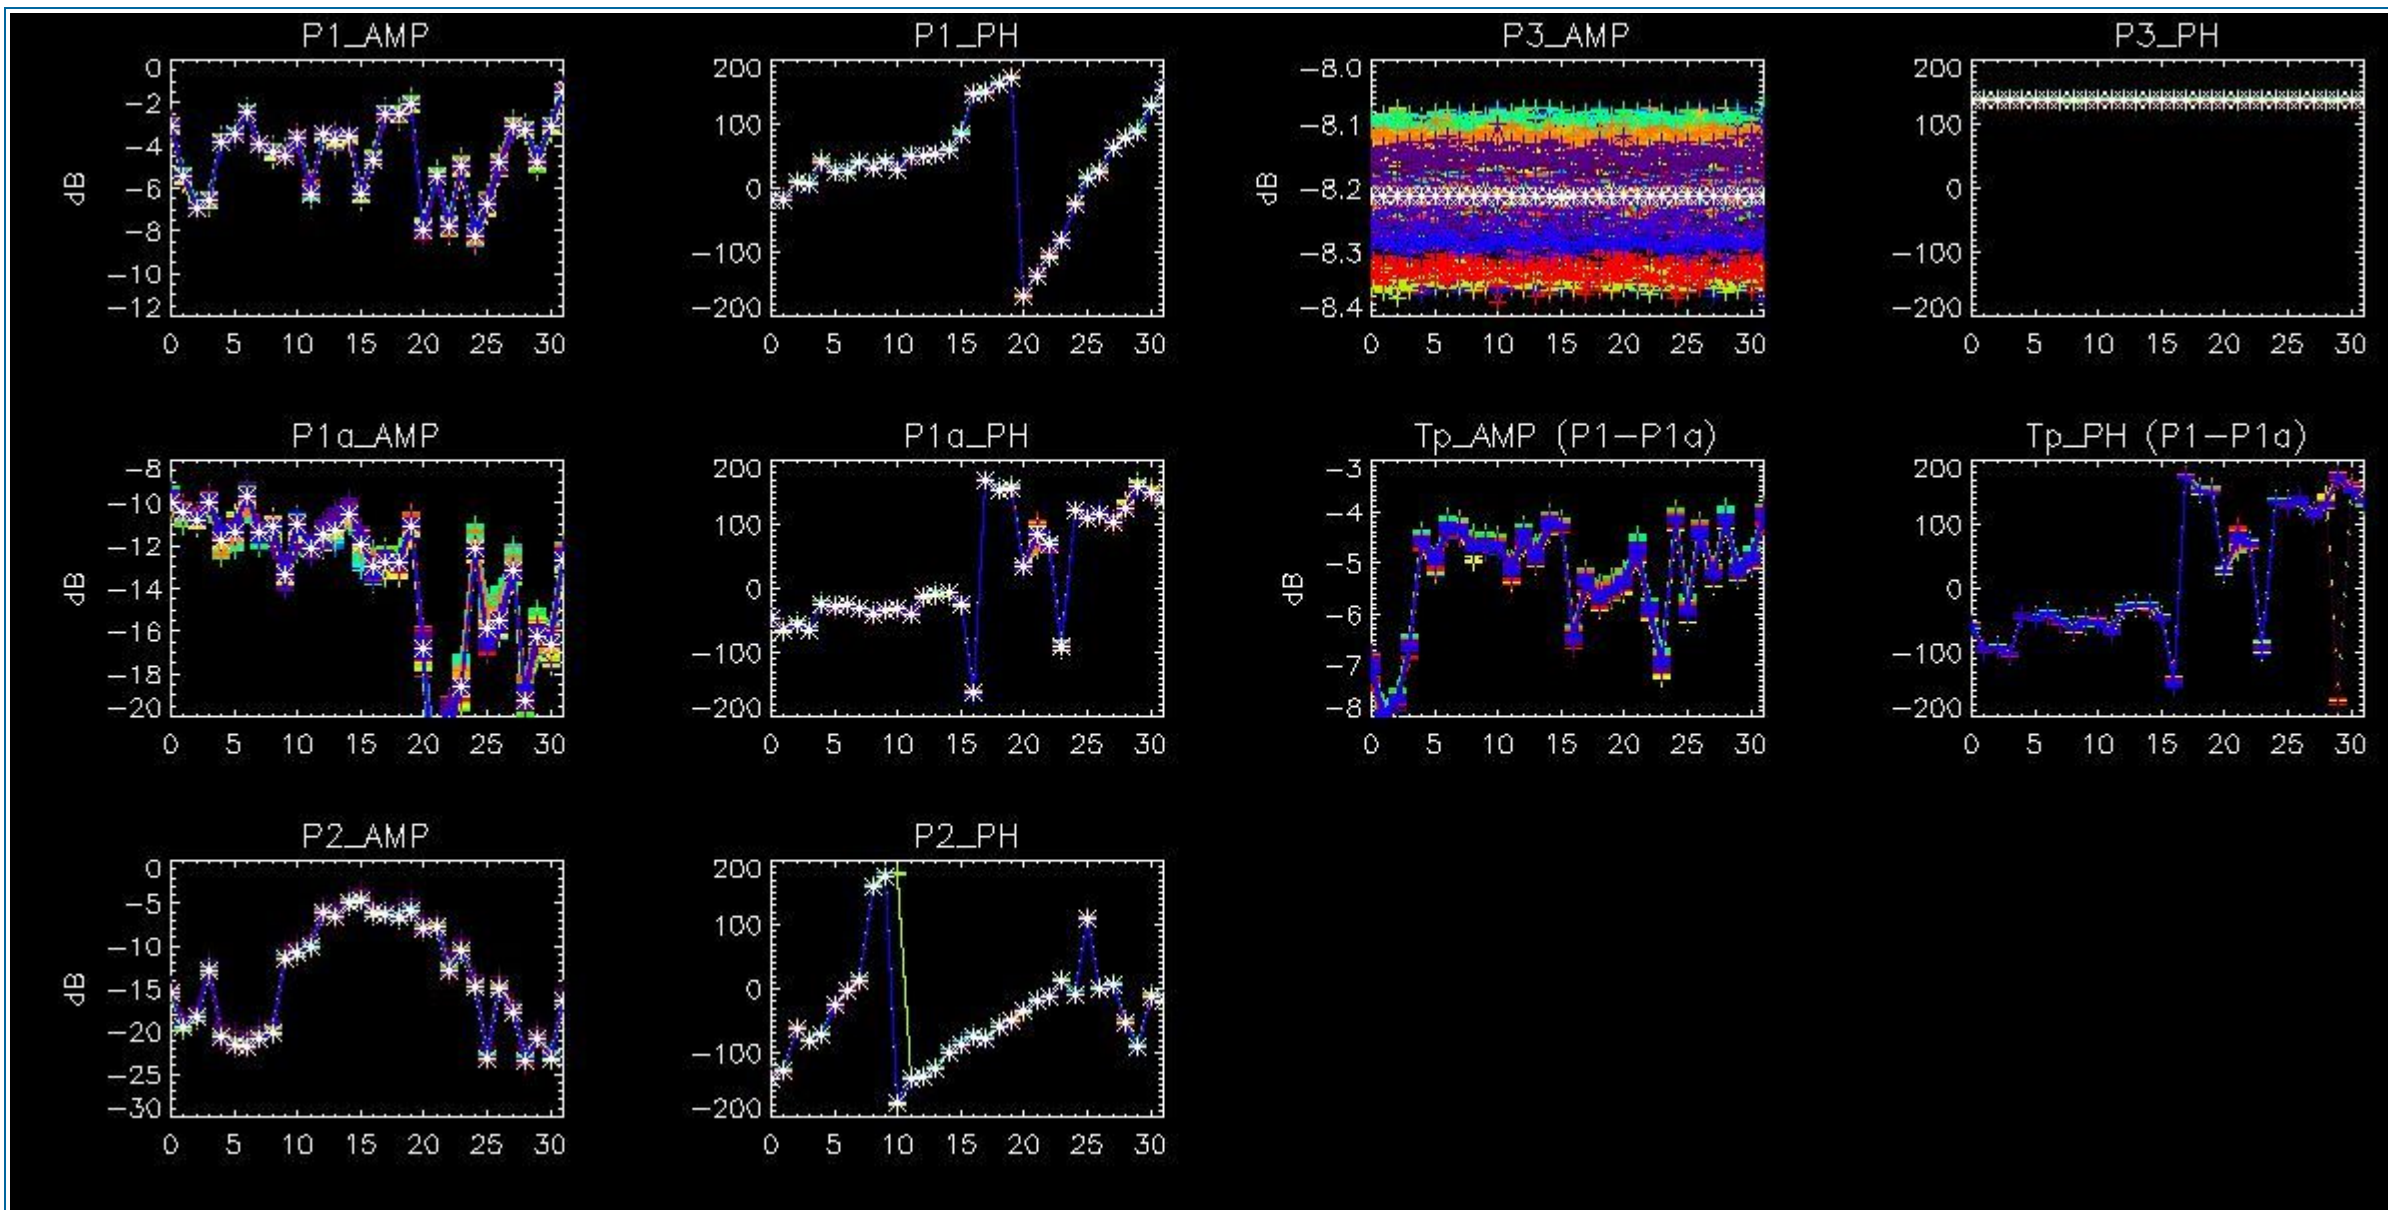 P1_AMP
0
−2
−4
−6
−8
−10
−12
dB
0 5 10 15 20 25 30
P1_PH
200
100
0
−100
−200
0 5 10 15 20 25 30
P3_AMP
−8.0
−8.1
−8.2
−8.3
−8.4
dB
0 5 10 15 20 25 30
P3_PH
200
100
0
−100
−200
0 5 10 15 20 25 30
P1a_AMP
−8
−10
−12
−14
−16
−18
−20
dB
0 5 10 15 20 25 30
P1a_PH
200
100
0
−100
−200
0 5 10 15 20 25 30
Tp_AMP (P1−P1a)
−3
−4
−5
−6
−7
−8
dB
0 5 10 15 20 25 30
Tp_PH (P1−P1a)
200
100
0
−100
−200
0 5 10 15 20 25 30
P2_AMP
0
−5
−10
−15
−20
−25
−30
dB
0 5 10 15 20 25 30
P2_PH
200
100
0
−100
−200
0 5 10 15 20 25 30